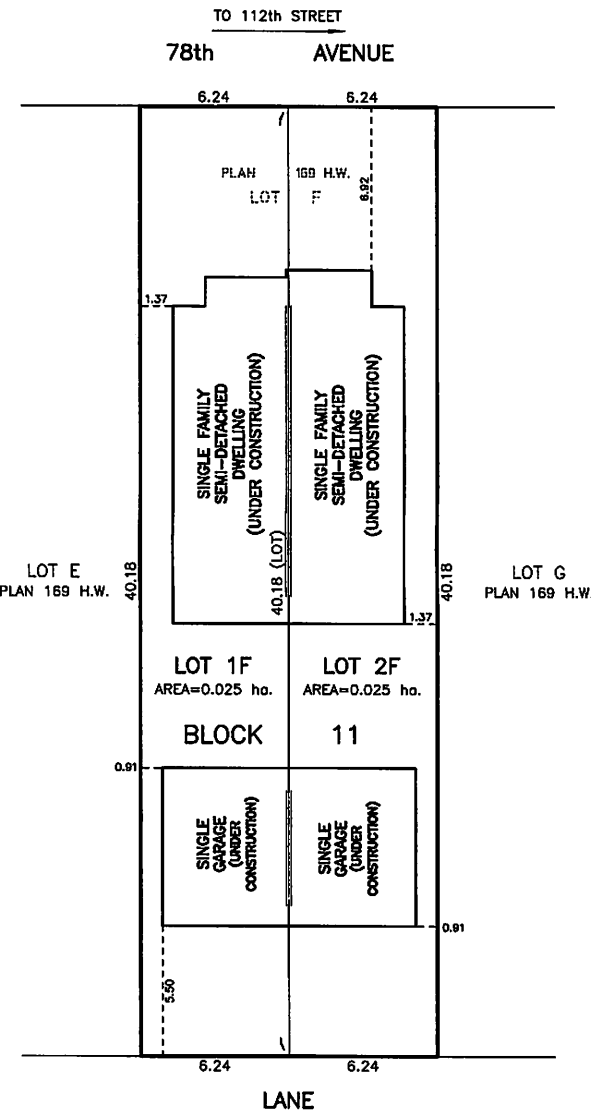 TO 112th STREET
78th AVENUE
6.24 6.24
PLAN 169 H.W.
LOT F
6.92
1.37
SINGLE FAMILY
SEMI-DETACHED
DWELLING
(UNDER CONSTRUCTION)
SINGLE FAMILY
SEMI-DETACHED
DWELLING
(UNDER CONSTRUCTION)
40.18 (LOT)
LOT E
PLAN 169 H.W.
40.18
40.18
LOT G
PLAN 169 H.W.
1.37
LOT 1F LOT 2F
AREA=0.025 ha. AREA=0.025 ha.
BLOCK 11
0.91
SINGLE
GARAGE
(UNDER
CONSTRUCTION)
SINGLE
GARAGE
(UNDER
CONSTRUCTION)
0.91
5.50
6.24 6.24
LANE